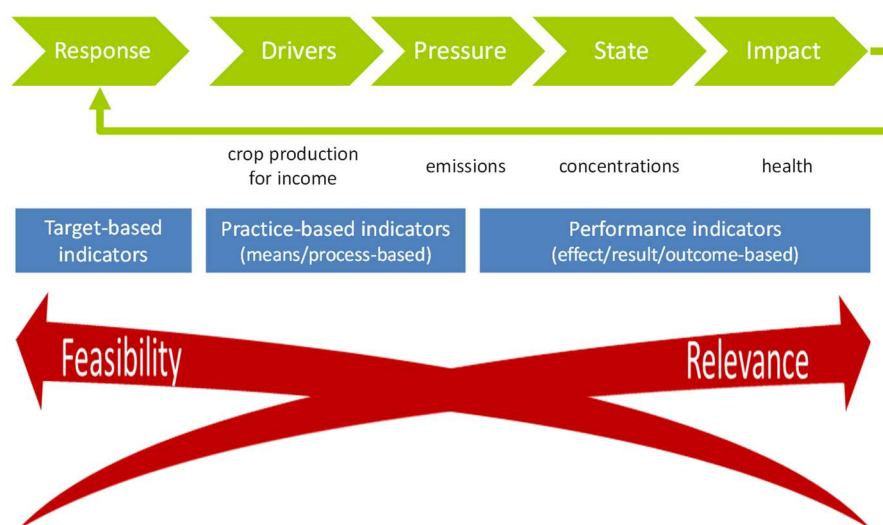 Response
Drivers
Pressure
State
Impact
crop production
for income
emissions
concentrations
health
Target-based
indicators
Practice-based indicators
(means/process-based)
Performance indicators
(effect/result/outcome-based)
Feasibility
Relevance